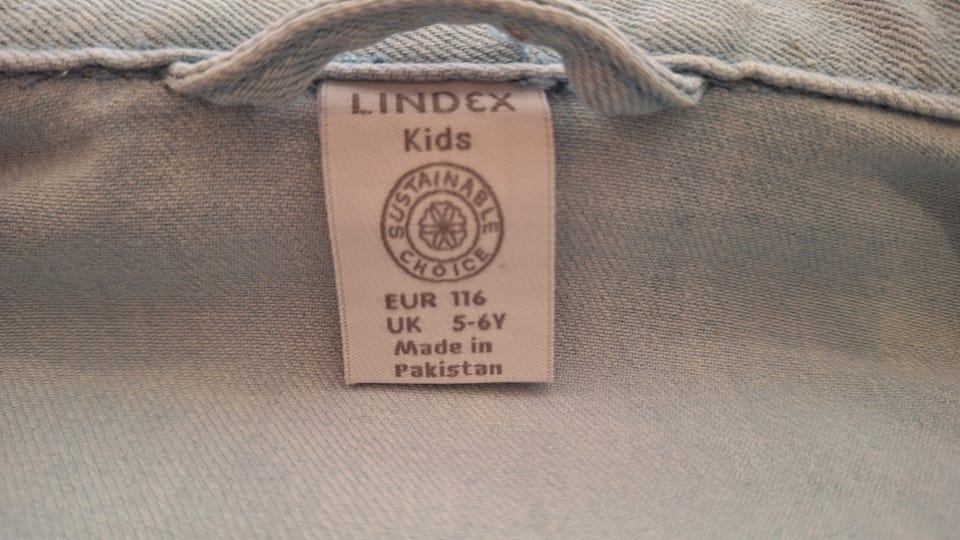 LINDEX
Kids
SUSTAINABLE
CHOICE
EUR 116
UK 5-6Y
Made in
Pakistan